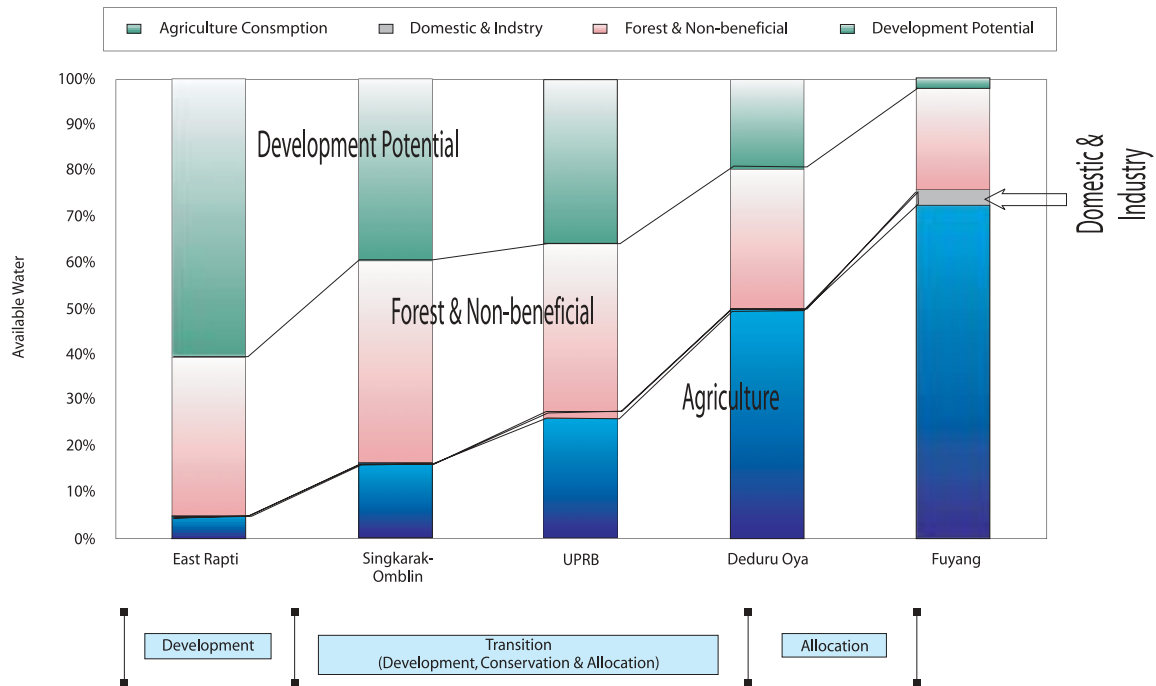 Agriculture Consmption
Domestic & Indstry
Forest & Non-beneficial
Development Potential
Available Water
100%
90%
80%
70%
60%
50%
40%
30%
20%
10%
0%
Development Potential
Forest & Non-beneficial
Agriculture
Domestic &
Industry
East Rapti
Singkarak-
Omblin
UPRB
Deduru Oya
Fuyang
Development
Transition
(Development, Conservation & Allocation)
Allocation